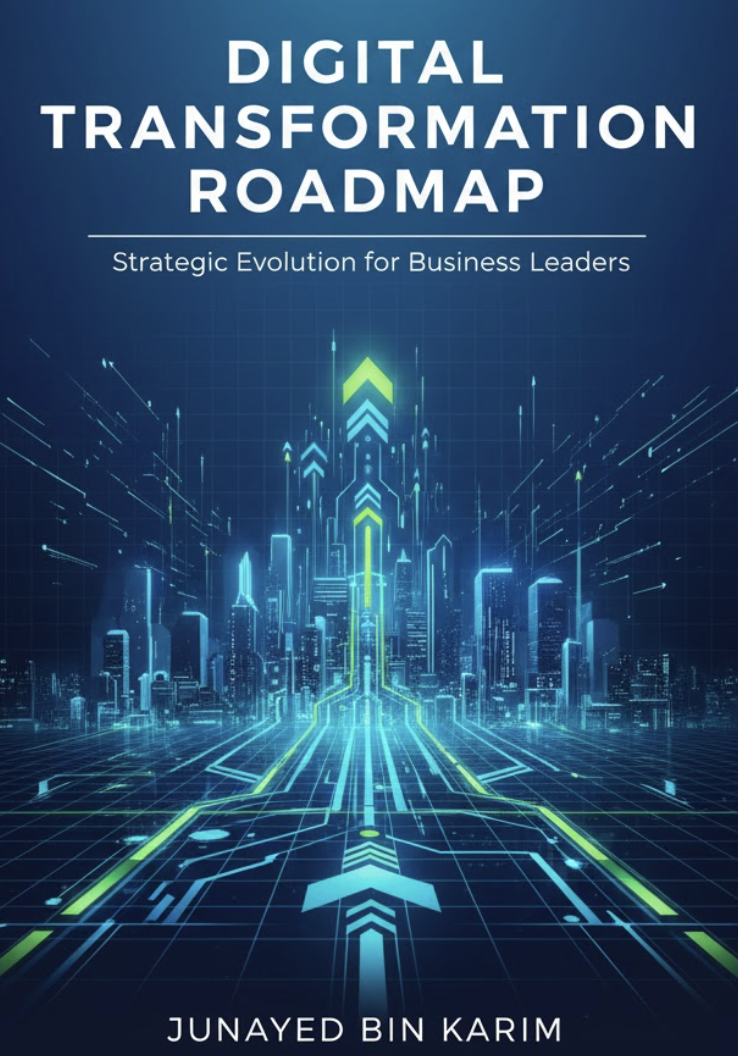 DIGITAL
TRANSFORMATION
ROADMAP
Strategic Evolution for Business Leaders
JUNAYED BIN KARIM